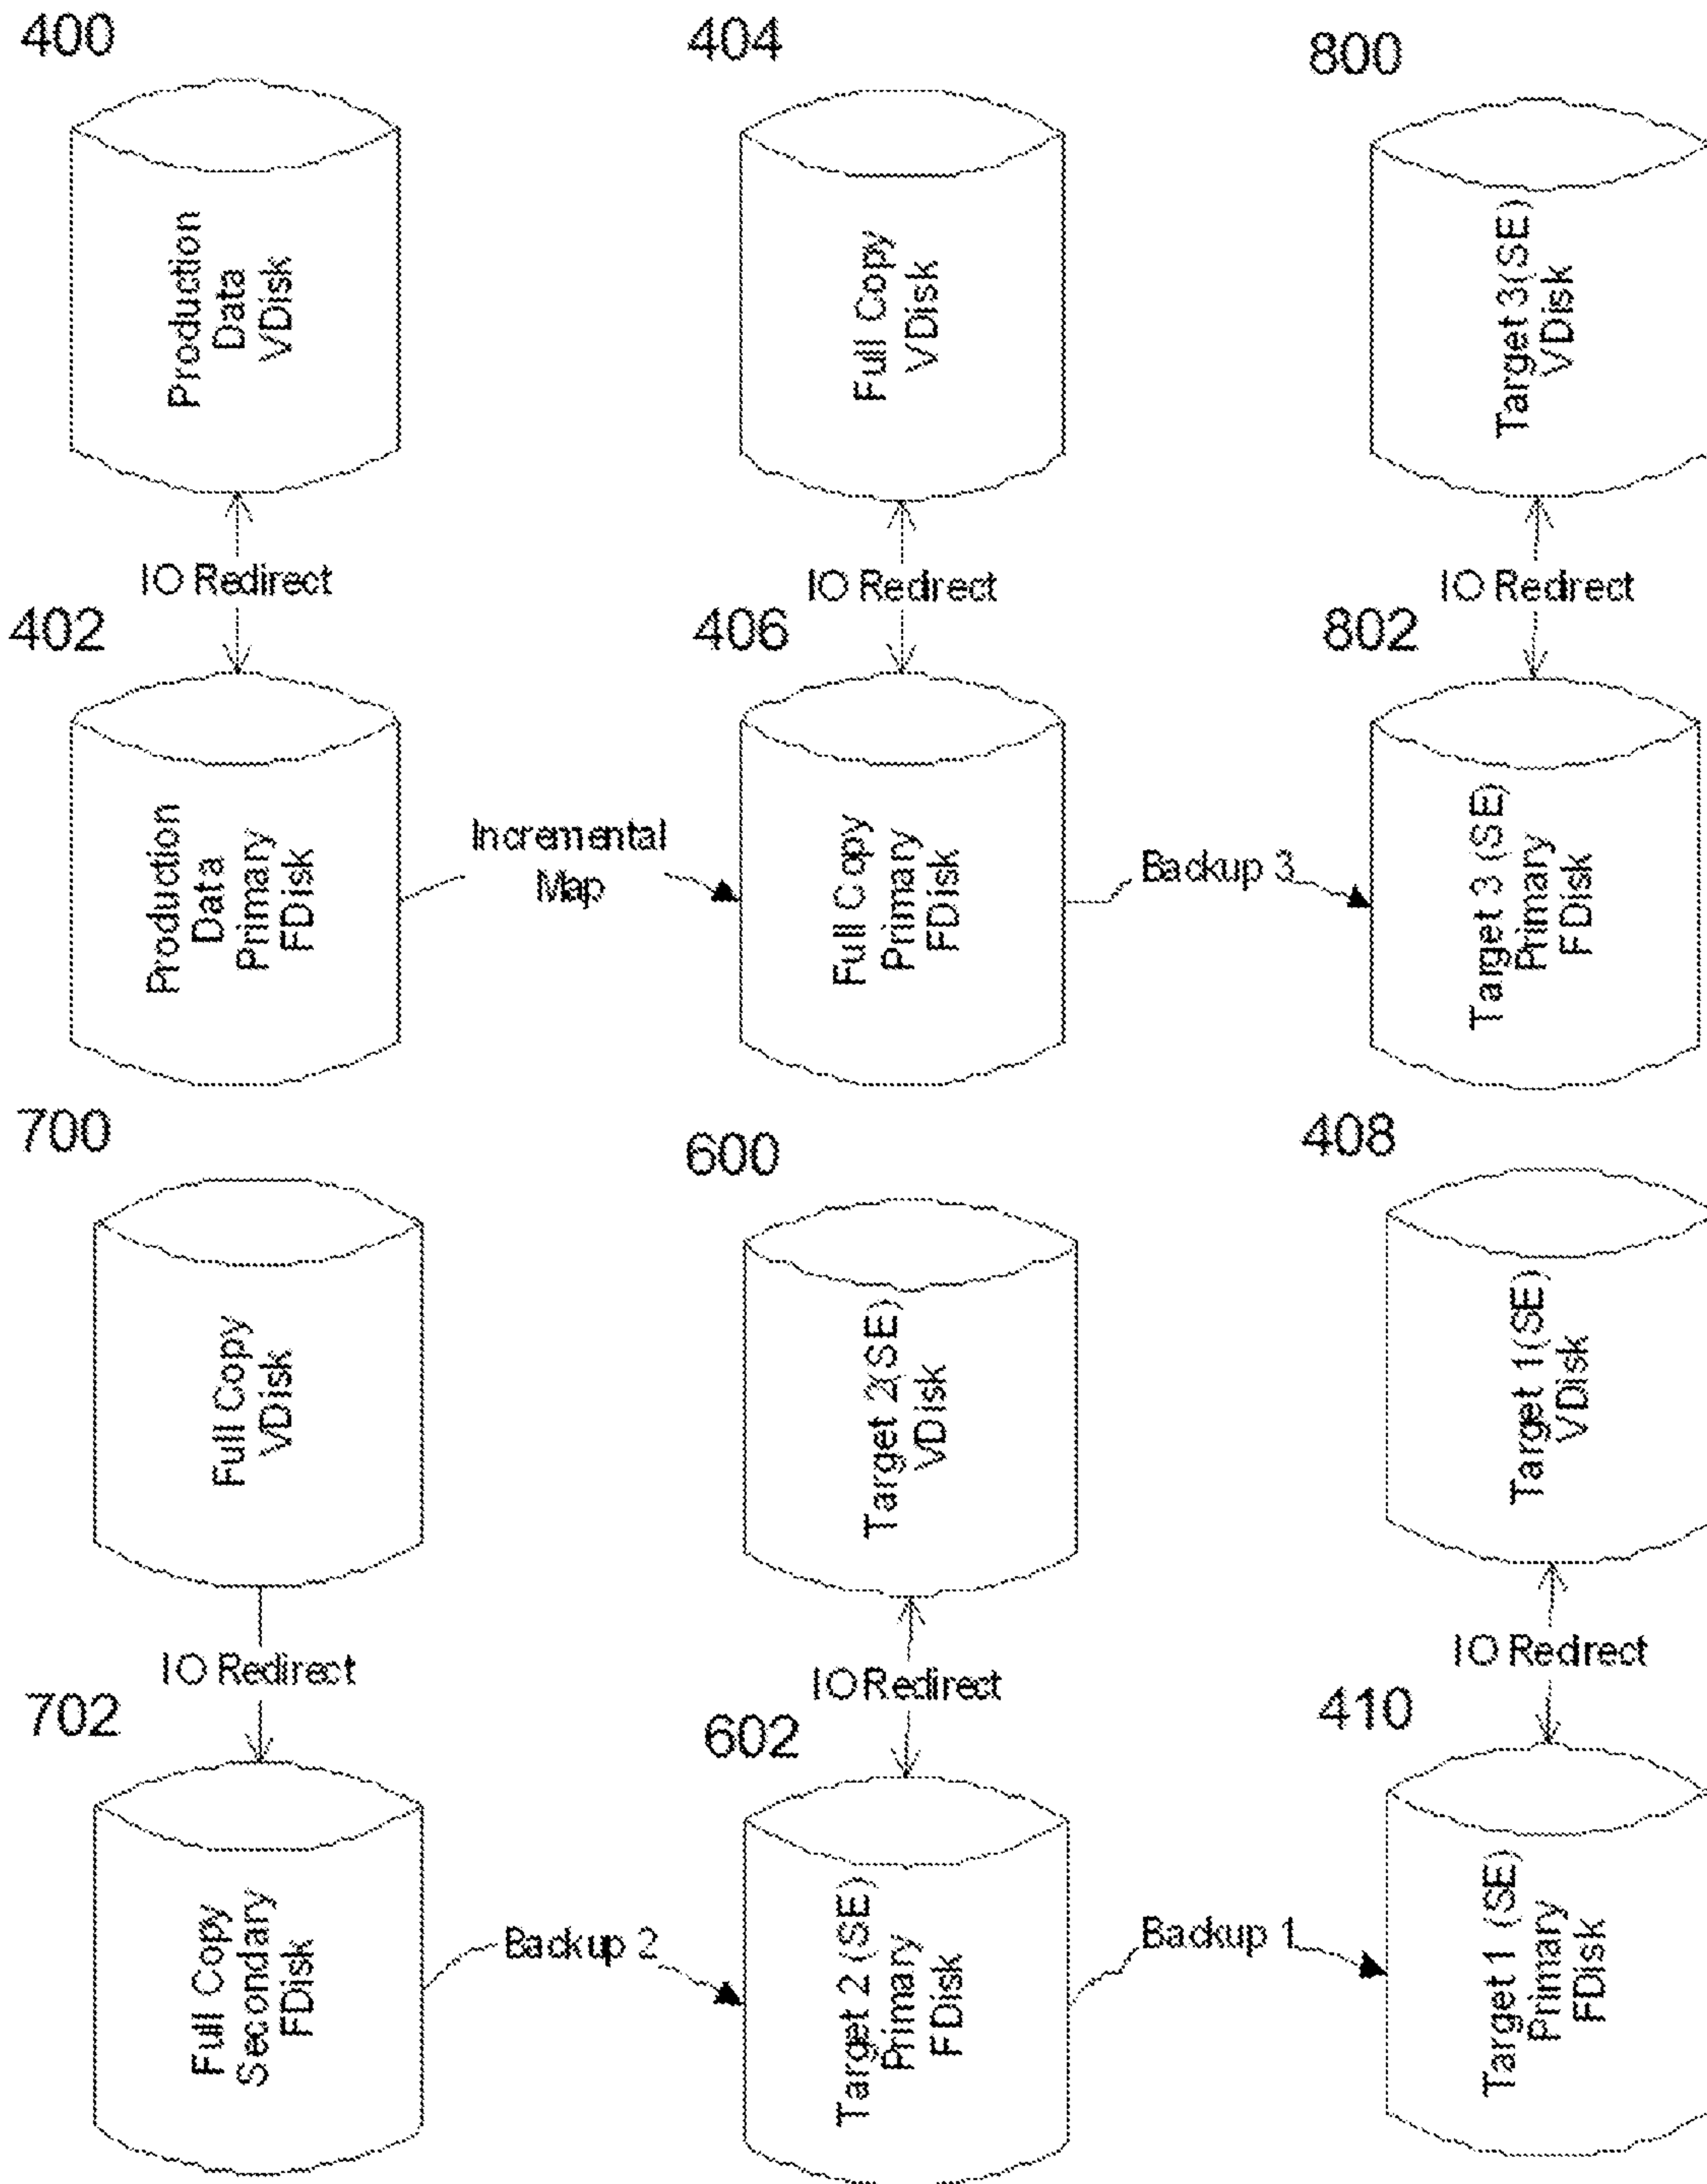 400
404
800
Production
Data
VDisk
Full Copy
VDisk
Target 3(SE)
VDisk
IO Redirect
IO Redirect
IO Redirect
402
406
802
Production
Data
Primary
FDisk
Incremental
Map
Full Copy
Primary
FDisk
Backup 3
Target 3 (SE)
Primary
FDisk
700
600
408
Full Copy
VDisk
Target 2(SE)
VDisk
Target 1(SE)
VDisk
IO Redirect
IO Redirect
IO Redirect
702
602
410
Full Copy
Secondary
FDisk
Backup 2
Target 2 (SE)
Primary
FDisk
Backup 1
Target 1 (SE)
Primary
FDisk